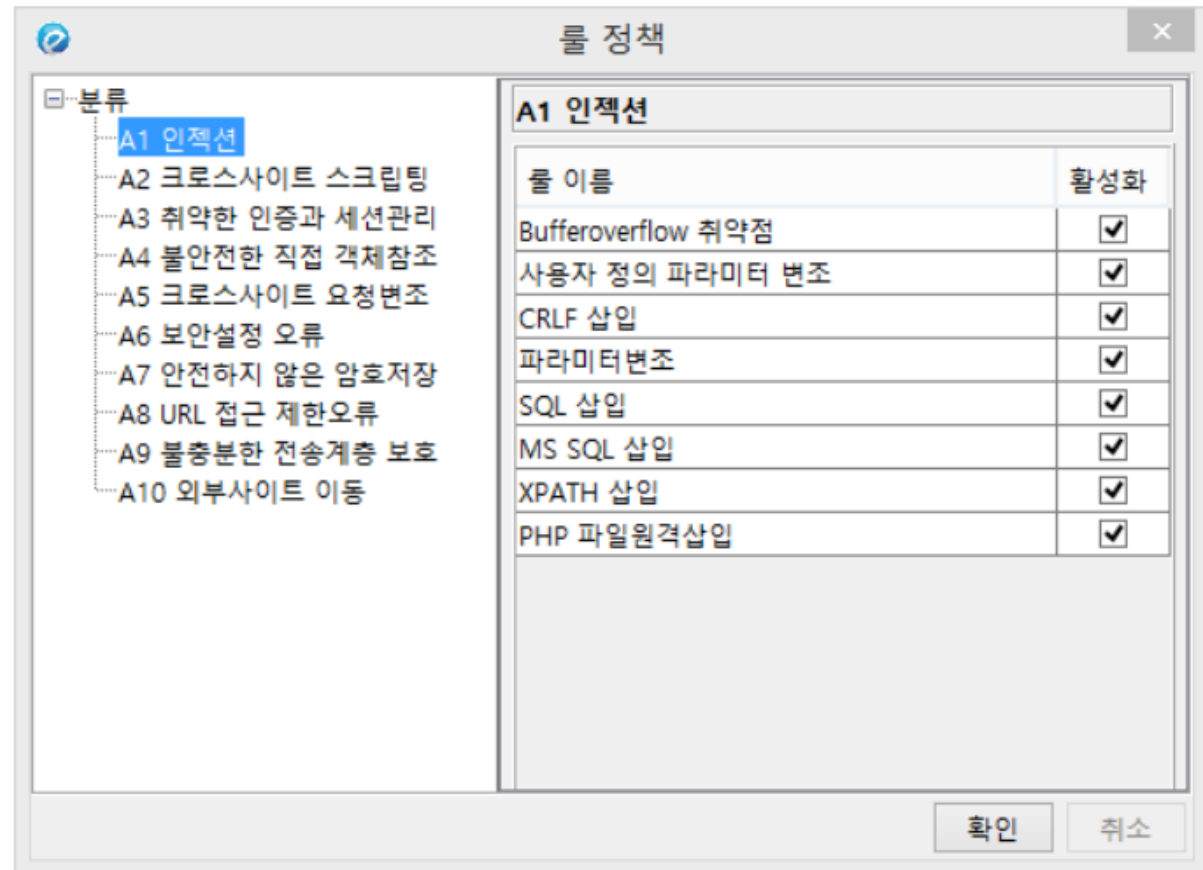 룰 정책
분류
A1 인젝션
A2 크로스사이트 스크립팅
A3 취약한 인증과 세션관리
A4 불안전한 직접 객체참조
A5 크로스사이트 요청변조
A6 보안설정 오류
A7 안전하지 않은 암호저장
A8 URL 접근 제한오류
A9 불충분한 전송계층 보호
A10 외부사이트 이동
A1 인젝션
룰 이름 활성화
Bufferoverflow 취약점
사용자 정의 파라미터 변조
CRLF 삽입
파라미터변조
SQL 삽입
MS SQL 삽입
XPATH 삽입
PHP 파일원격삽입
확인 취소